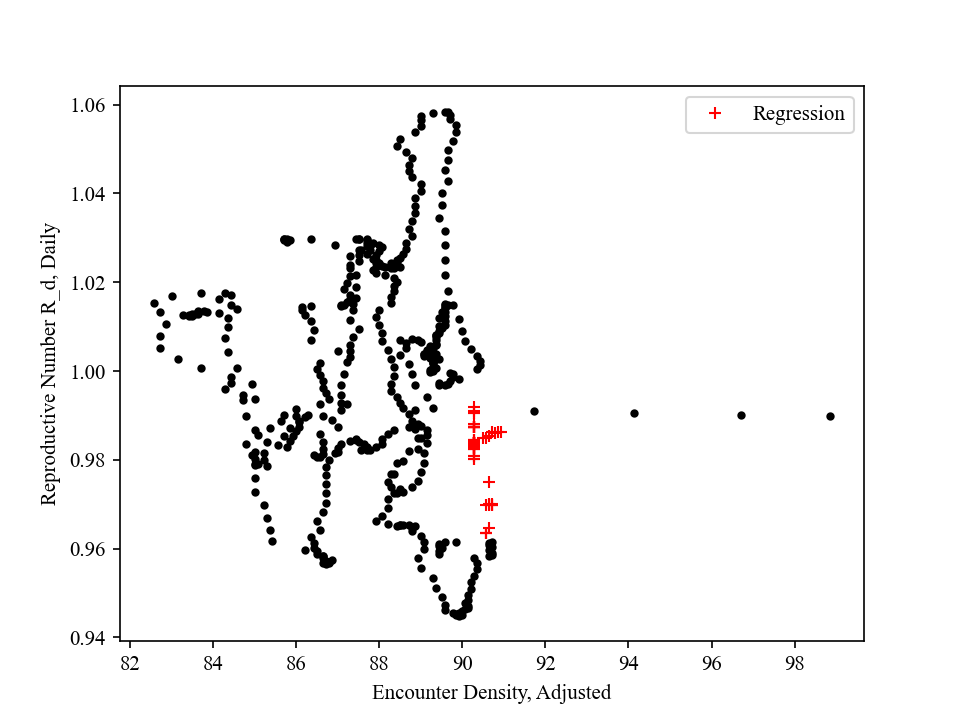 Regression
1.06
1.04
1.02
1.00
0.98
0.96
0.94
Reproductive Number R_d, Daily
82 84 86 88 90 92 94 96 98
Encounter Density, Adjusted